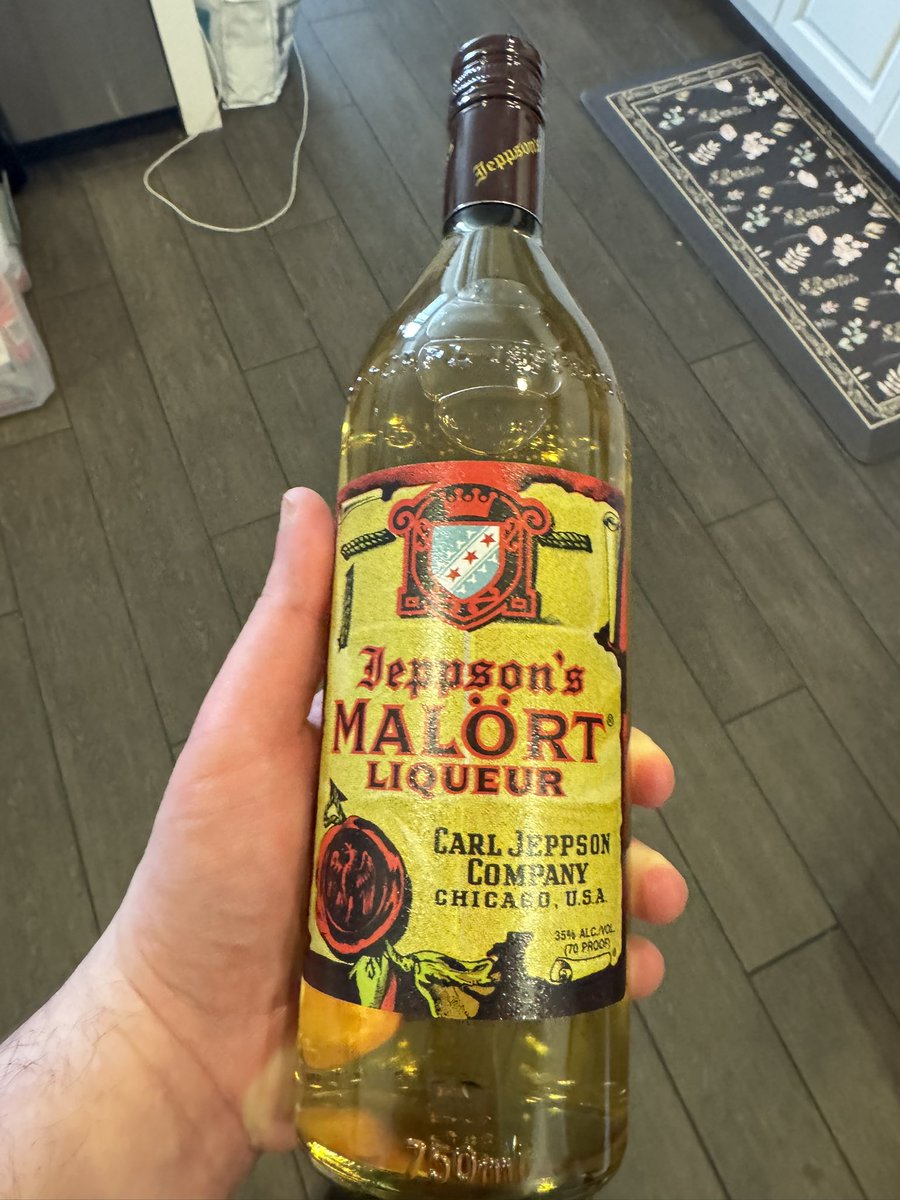 Jeppson's
Jeppson's
MALÖRT®
LIQUEUR
CARL JEPPSON
COMPANY
CHICAGO, U.S.A.
35% ALC./VOL.
(70 PROOF)
750ml